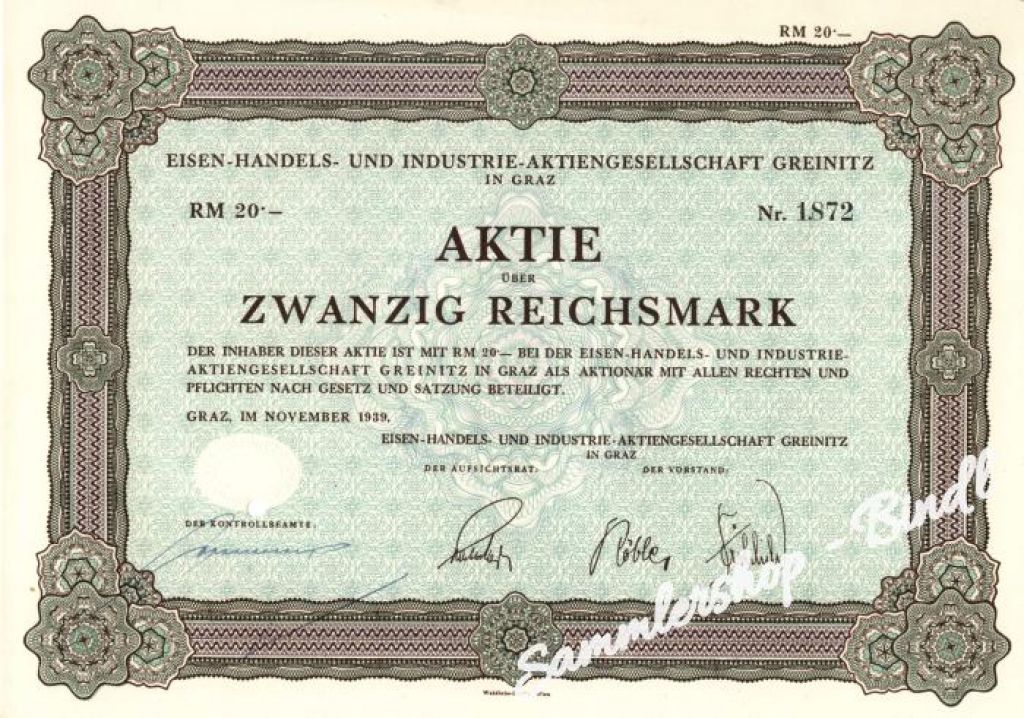 RM 20·—
EISEN-HANDELS- UND INDUSTRIE-AKTIENGESELLSCHAFT GREINITZ
IN GRAZ
RM 20·— Nr. 1872
AKTIE
ÜBER
ZWANZIG REICHSMARK
DER INHABER DIESER AKTIE IST MIT RM 20·— BEI DER EISEN-HANDELS- UND INDUSTRIE-
AKTIENGESELLSCHAFT GREINITZ IN GRAZ ALS AKTIONÄR MIT ALLEN RECHTEN UND
PFLICHTEN NACH GESETZ UND SATZUNG BETEILIGT.
GRAZ, IM NOVEMBER 1939.
EISEN-HANDELS- UND INDUSTRIE-AKTIENGESELLSCHAFT GREINITZ
IN GRAZ
DER AUFSICHTSRAT: DER VORSTAND:
DER KONTROLLBEAMTE:
Sammlershop - Bindl